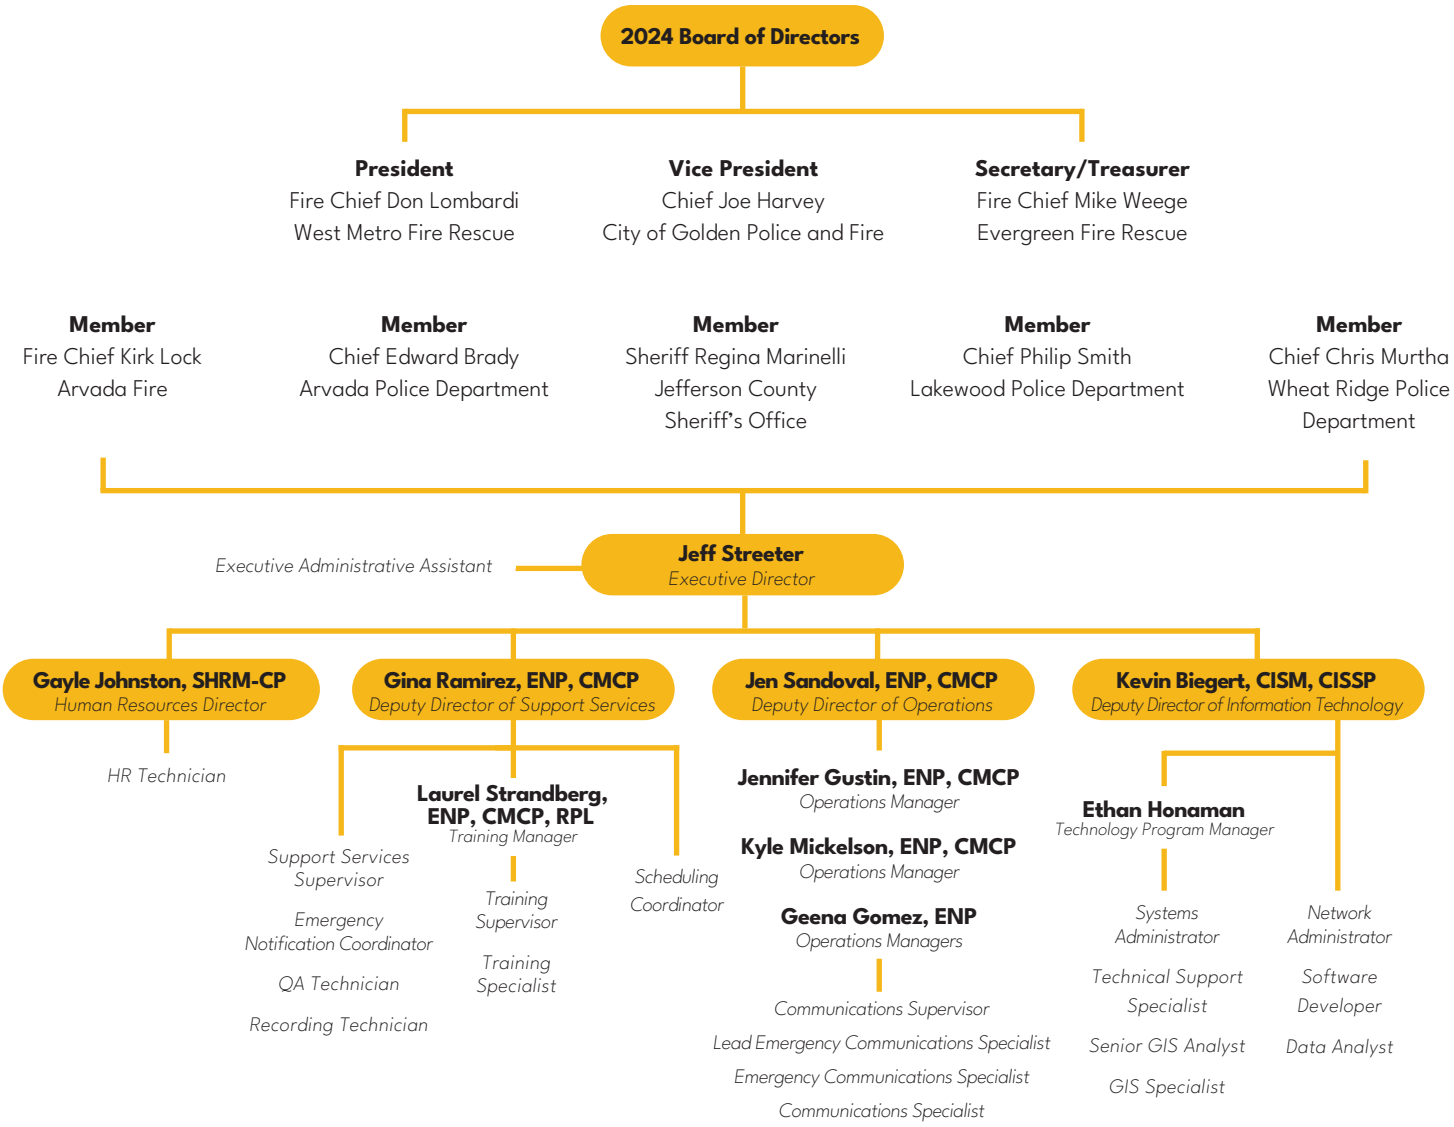 2024 Board of Directors
President
Fire Chief Don Lombardi
West Metro Fire Rescue
Vice President
Chief Joe Harvey
City of Golden Police and Fire
Secretary/Treasurer
Fire Chief Mike Weege
Evergreen Fire Rescue
Member
Fire Chief Kirk Lock
Arvada Fire
Member
Chief Edward Brady
Arvada Police Department
Member
Sheriff Regina Marinelli
Jefferson County
Sheriff’s Office
Member
Chief Philip Smith
Lakewood Police Department
Member
Chief Chris Murtha
Wheat Ridge Police
Department
Executive Administrative Assistant
Jeff Streeter
Executive Director
Gayle Johnston, SHRM-CP
Human Resources Director
HR Technician
Gina Ramirez, ENP, CMCP
Deputy Director of Support Services
Support Services
Supervisor
Emergency
Notification Coordinator
QA Technician
Recording Technician
Laurel Strandberg,
ENP, CMCP, RPL
Training Manager
Training
Supervisor
Training
Specialist
Scheduling
Coordinator
Jen Sandoval, ENP, CMCP
Deputy Director of Operations
Jennifer Gustin, ENP, CMCP
Operations Manager
Kyle Mickelson, ENP, CMCP
Operations Manager
Geena Gomez, ENP
Operations Managers
Communications Supervisor
Lead Emergency Communications Specialist
Emergency Communications Specialist
Communications Specialist
Kevin Biegert, CISM, CISSP
Deputy Director of Information Technology
Ethan Honaman
Technology Program Manager
Systems
Administrator
Technical Support
Specialist
Senior GIS Analyst
GIS Specialist
Network
Administrator
Software
Developer
Data Analyst